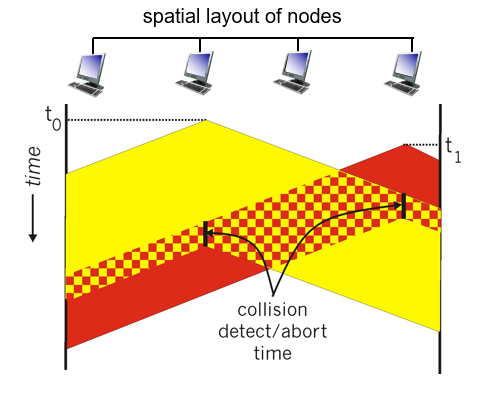 spatial layout of nodes
t0
t1
time
collision
detect/abort
time